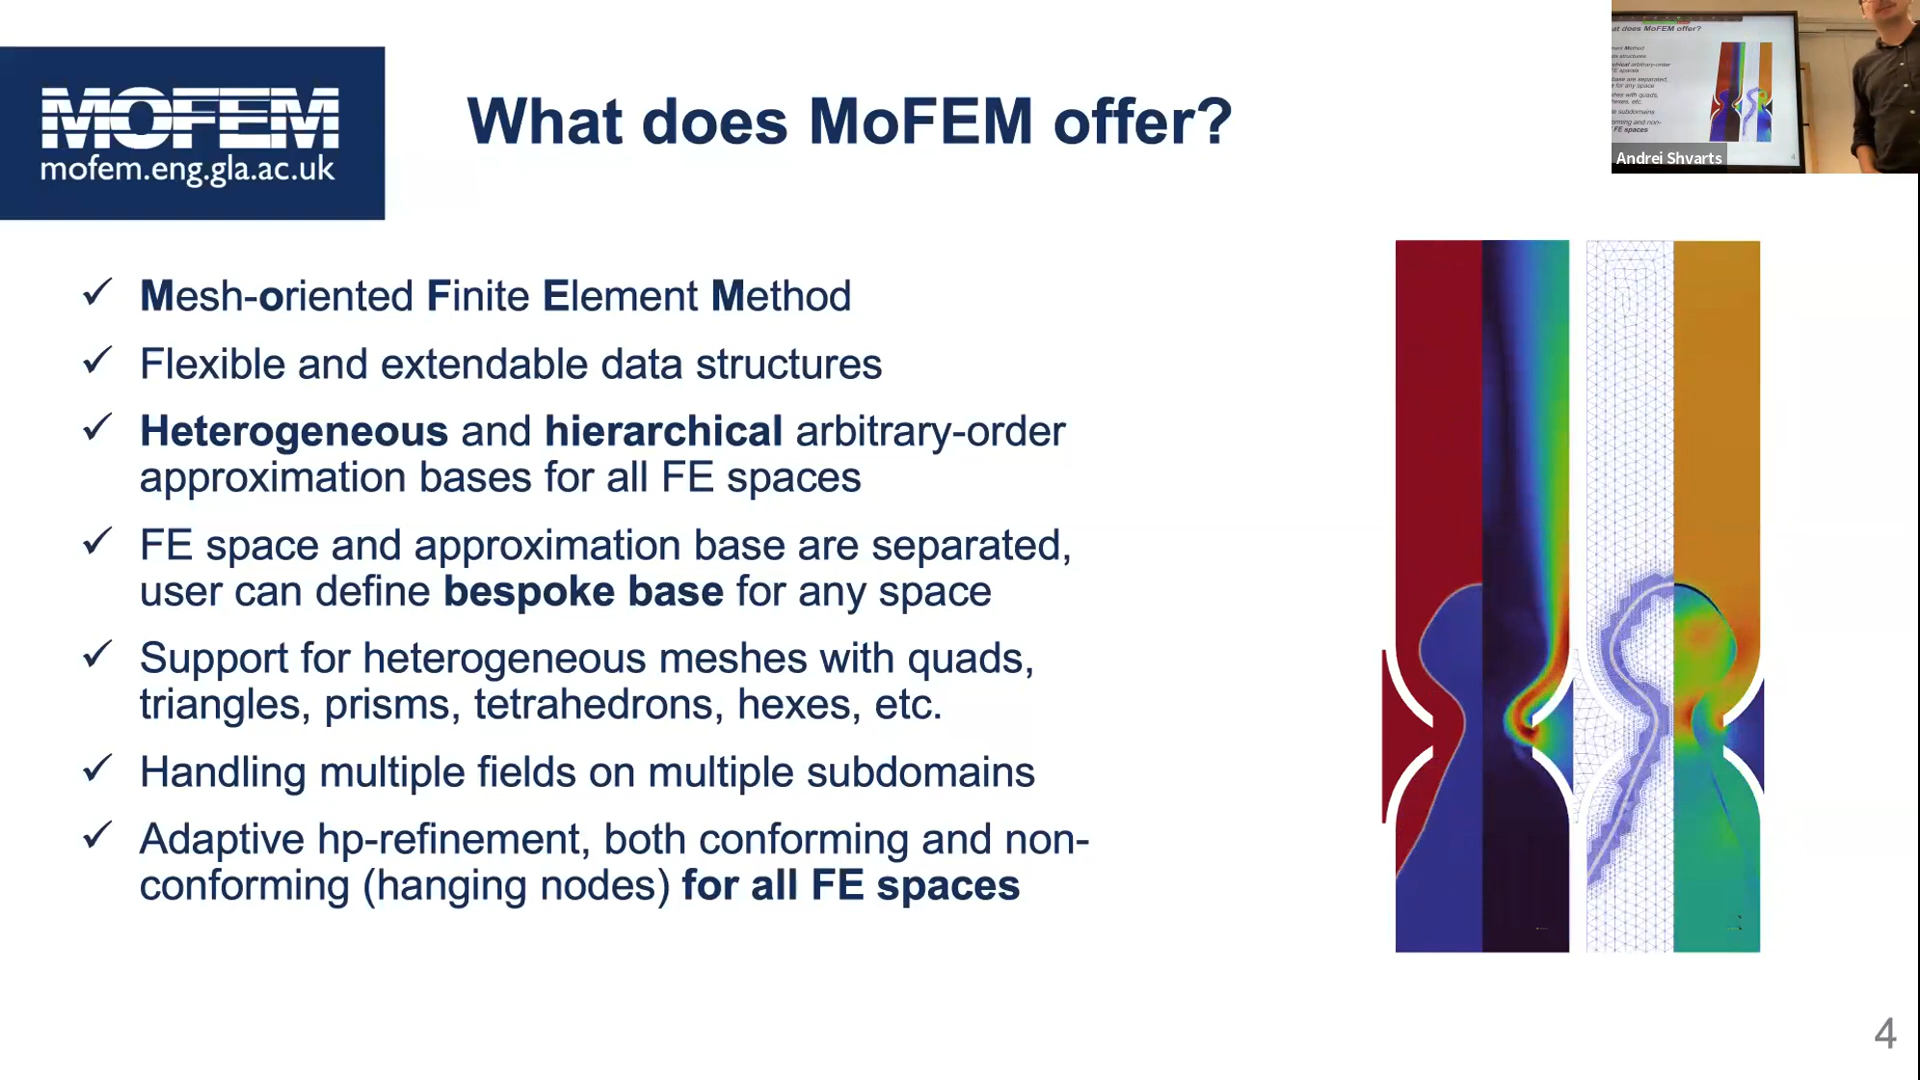 MOFEM
mofem.eng.gla.ac.uk
What does MoFEM offer?
✓ Mesh-oriented Finite Element Method
✓ Flexible and extendable data structures
✓ Heterogeneous and hierarchical arbitrary-order
approximation bases for all FE spaces
✓ FE space and approximation base are separated,
user can define bespoke base for any space
✓ Support for heterogeneous meshes with quads,
triangles, prisms, tetrahedrons, hexes, etc.
✓ Handling multiple fields on multiple subdomains
✓ Adaptive hp-refinement, both conforming and non-
conforming (hanging nodes) for all FE spaces
at does MoFEM offer?
Andrei Shvarts
4